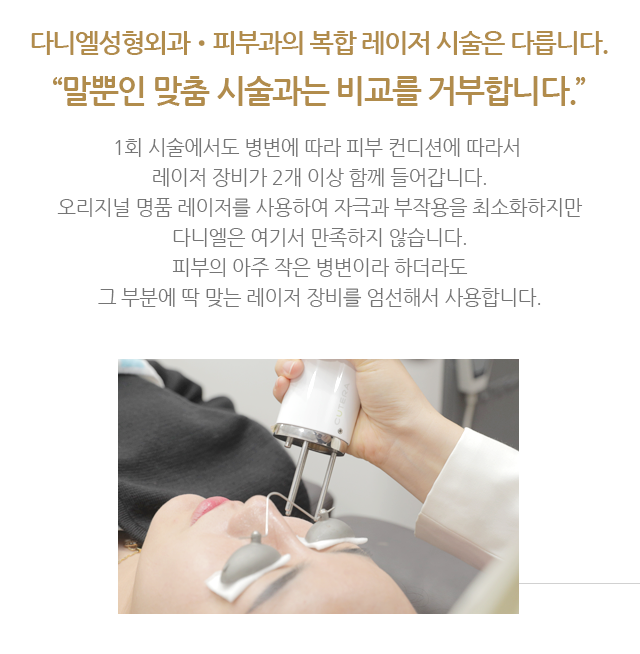 다니엘성형외과 • 피부과의 복합 레이저 시술은 다릅니다.
“말뿐인 맞춤 시술과는 비교를 거부합니다.”
1회 시술에서도 병변에 따라 피부 컨디션에 따라서
레이저 장비가 2개 이상 함께 들어갑니다.
오리지널 명품 레이저를 사용하여 자극과 부작용을 최소화하지만
다니엘은 여기서 만족하지 않습니다.
피부의 아주 작은 병변이라 하더라도
그 부분에 딱 맞는 레이저 장비를 엄선해서 사용합니다.